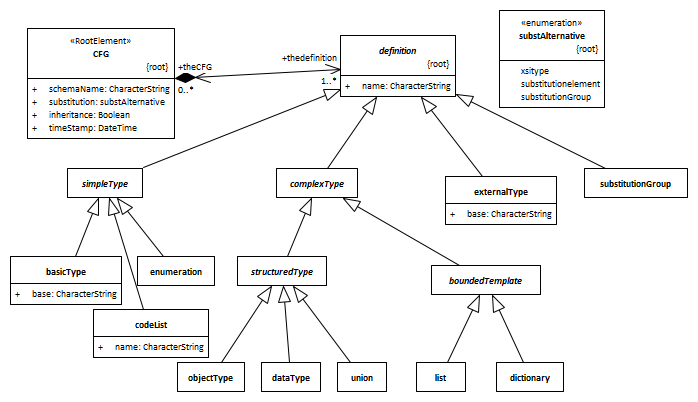 «RootElement»
CFG
{root}
+ schemaName: CharacterString
+ substitution: substAlternative
+ inheritance: Boolean
+ timeStamp: DateTime
+theCFG
0..*
+thedefinition
1..*
definition
{root}
+ name: CharacterString
«enumeration»
substAlternative
{root}
xsitype
substitutionelement
substitutionGroup
simpleType
complexType
externalType
+ base: CharacterString
substitutionGroup
basicType
+ base: CharacterString
enumeration
structuredType
boundedTemplate
codeList
+ name: CharacterString
objectType
dataType
union
list
dictionary